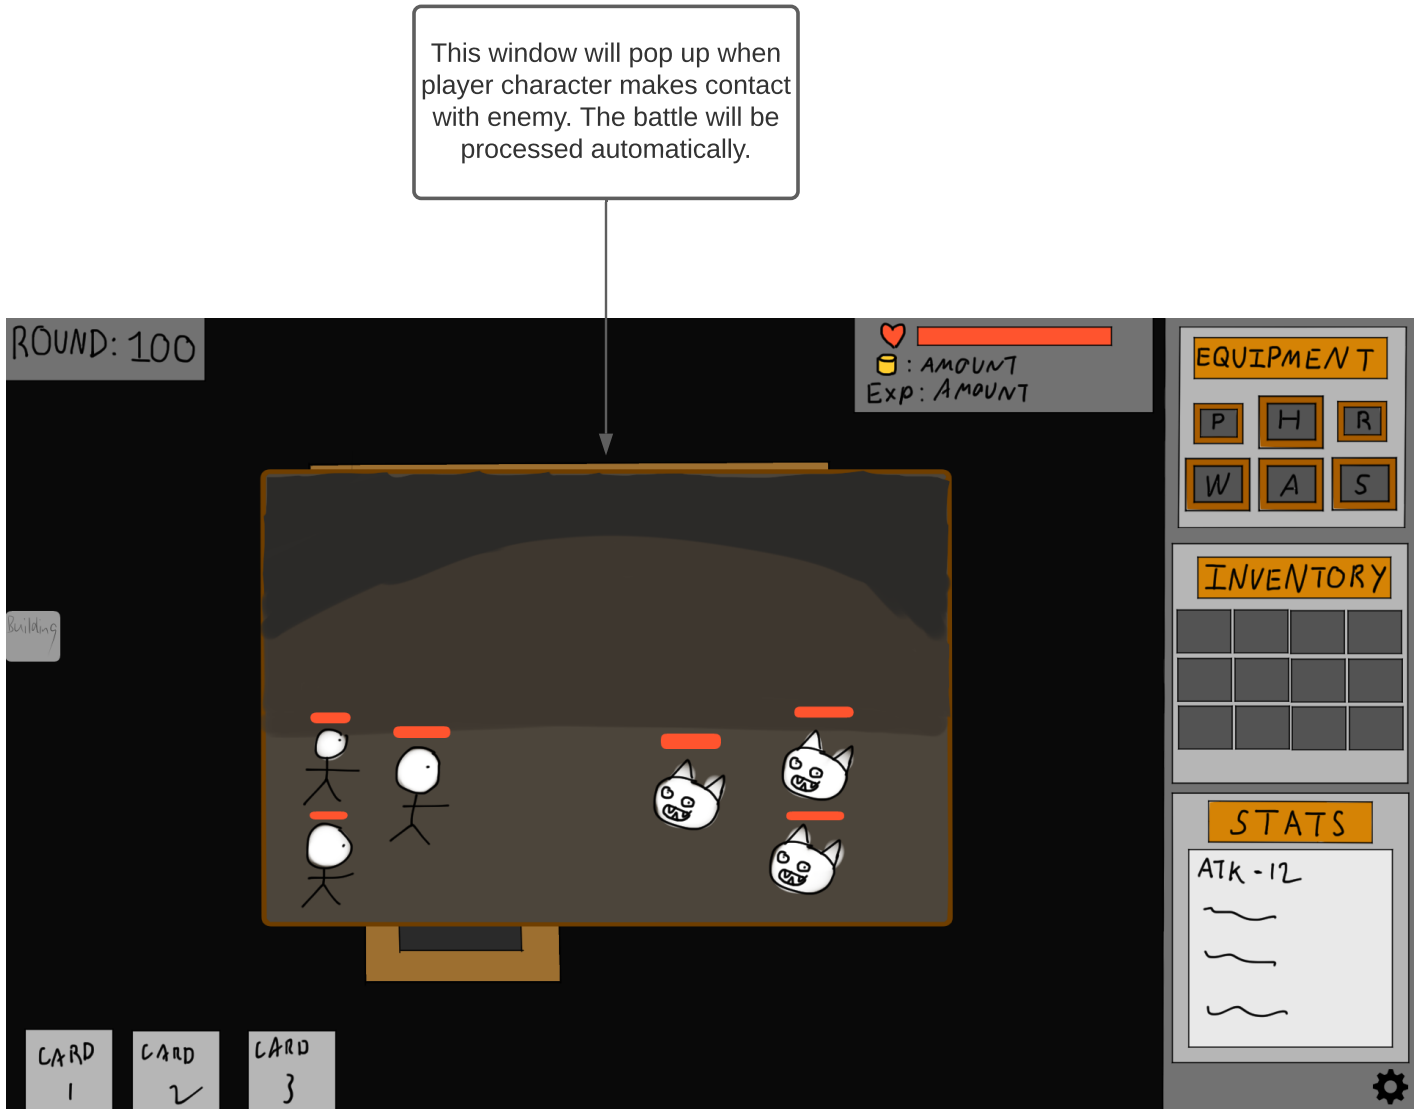 This window will pop up when
player character makes contact
with enemy. The battle will be
processed automatically.
ROUND: 100
: AMOUNT
Exp: AMOUNT
EQUIPMENT
P H R
W A S
Building
INVENTORY
STATS
ATK - 12
CARD
1
CARD
2
CARD
3